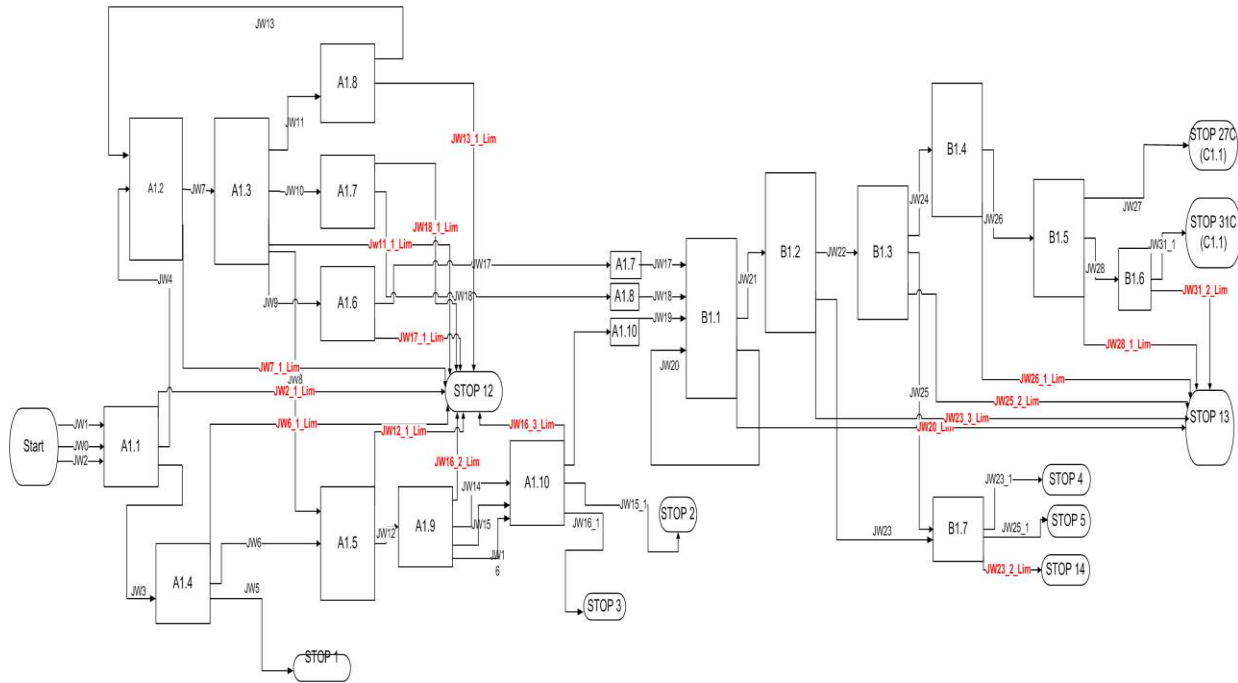 JW13
A1.8
STOP 27C
(C1.1)
B1.4
JW11
JW13_1_Lim
A1.2
JW7
A1.3
JW10
A1.7
JW18_1_Lim
Jw11_1_Lim
JW4
JW9
A1.6
JW17
JW18
JW17_1_Lim
A1.7
JW17
A1.8
JW18
JW19
A1.10
B1.1
JW20
JW21
B1.2
JW22
B1.3
JW24
JW26
B1.5
JW27
JW28
B1.6
STOP 31C
(C1.1)
JW31_1
JW31_2_Lim
JW28_1_Lim
JW26_1_Lim
JW25_2_Lim
JW23_3_Lim
JW20_Lim
STOP 13
JW25
JW7_1_Lim
JW8
JW2_1_Lim
STOP 12
Start
JW1
JW0
JW2
A1.1
JW6_1_Lim
JW12_1_Lim
JW16_3_Lim
JW16_2_Lim
A1.5
JW12
A1.9
JW14
JW15
JW1
6
A1.10
JW15_1
JW16_1
STOP 2
STOP 3
JW3
A1.4
JW6
JW5
STOP 1
JW23
B1.7
JW23_1
STOP 4
JW25_1
STOP 5
JW23_2_Lim
STOP 14